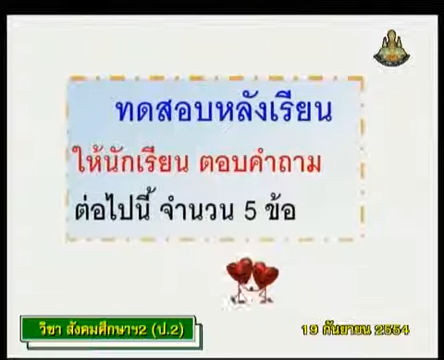 ทดสอบหลังเรียน
ให้นักเรียน ตอบคำถาม
ต่อไปนี้ จำนวน 5 ข้อ
วิชา สังคมศึกษาฯ2 (ป.2)
19 กันยายน 2554